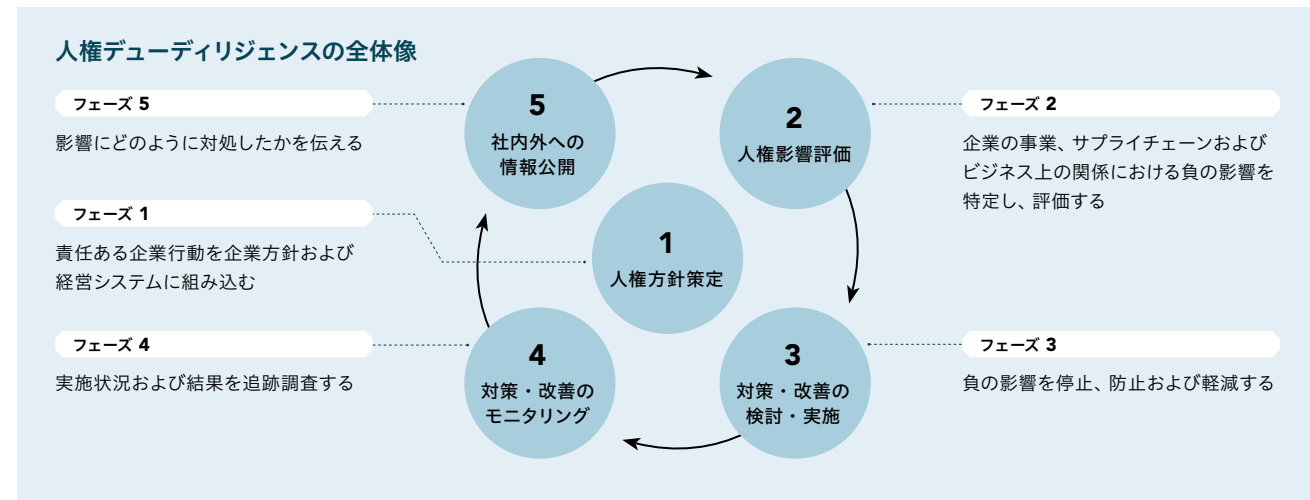 人権デューディリジェンスの全体像
フェーズ 5
影響にどのように対処したかを伝える
フェーズ 1
責任ある企業行動を企業方針および
経営システムに組み込む
フェーズ 4
実施状況および結果を追跡調査する
5
社内外への
情報公開
2
人権影響評価
1
人権方針策定
4
対策・改善の
モニタリング
3
対策・改善の
検討・実施
フェーズ 2
企業の事業、サプライチェーンおよび
ビジネス上の関係における負の影響を
特定し、評価する
フェーズ 3
負の影響を停止、防止および軽減する